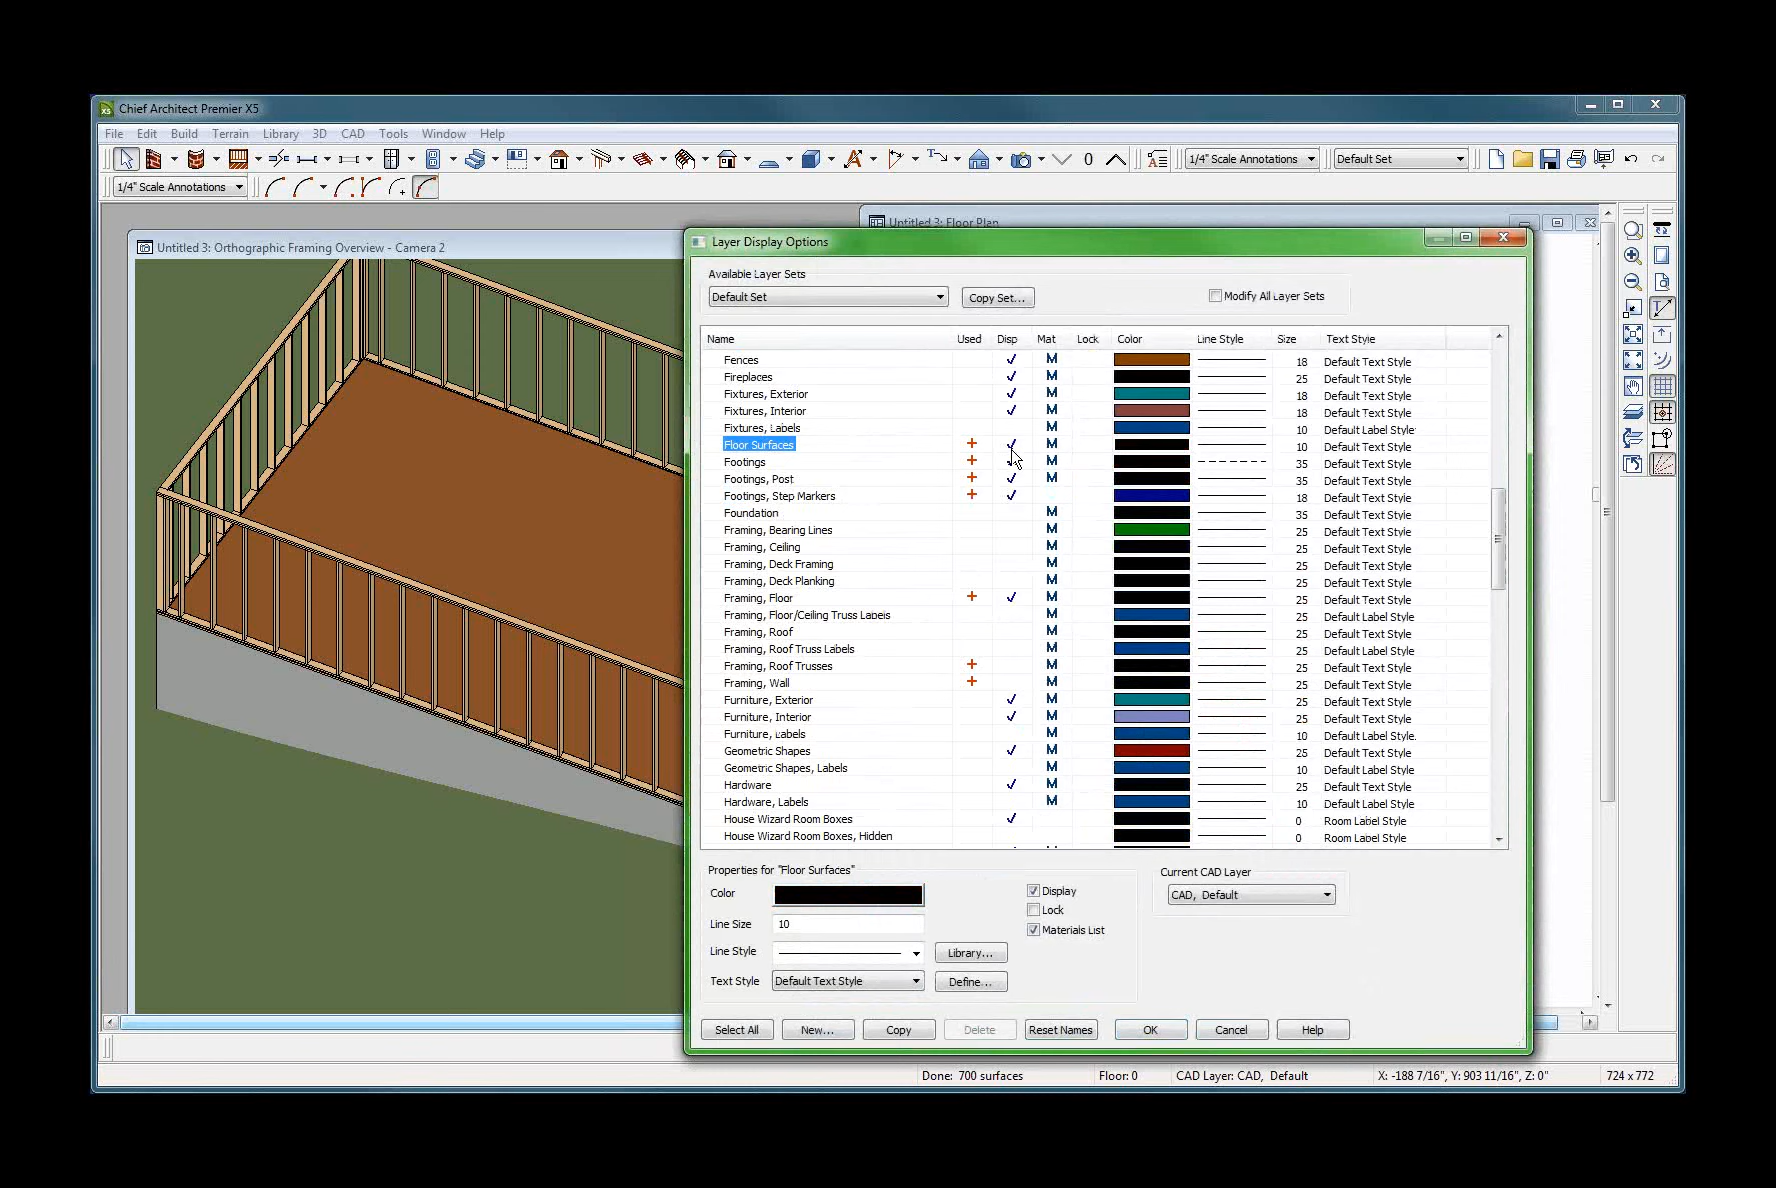 Chief Architect Premier X5
File Edit Build Terrain Library 3D CAD Tools Window Help
0 1/4" Scale Annotations Default Set
1/4" Scale Annotations
Untitled 3: Floor Plan
Untitled 3: Orthographic Framing Overview - Camera 2
Layer Display Options
Available Layer Sets
Default Set Copy Set... Modify All Layer Sets
Name Used Disp Mat Lock Color Line Style Size Text Style
Fences M 18 Default Text Style
Fireplaces M 25 Default Text Style
Fixtures, Exterior M 18 Default Text Style
Fixtures, Interior M 18 Default Text Style
Fixtures, Labels M 10 Default Label Style
Floor Surfaces + M 10 Default Text Style
Footings + M 35 Default Text Style
Footings, Post + M 35 Default Text Style
Footings, Step Markers + 18 Default Text Style
Foundation M 35 Default Text Style
Framing, Bearing Lines M 25 Default Text Style
Framing, Ceiling M 25 Default Text Style
Framing, Deck Framing M 25 Default Text Style
Framing, Deck Planking M 25 Default Text Style
Framing, Floor + M 25 Default Text Style
Framing, Floor/Ceiling Truss Labels M 25 Default Label Style
Framing, Roof M 25 Default Text Style
Framing, Roof Truss Labels M 25 Default Label Style
Framing, Roof Trusses + M 25 Default Text Style
Framing, Wall + M 25 Default Text Style
Furniture, Exterior M 25 Default Text Style
Furniture, Interior M 25 Default Text Style
Furniture, Labels M 10 Default Label Style
Geometric Shapes M 25 Default Text Style
Geometric Shapes, Labels M 10 Default Label Style
Hardware M 25 Default Text Style
Hardware, Labels M 10 Default Label Style
House Wizard Room Boxes 0 Room Label Style
House Wizard Room Boxes, Hidden 0 Room Label Style
Properties for "Floor Surfaces"
Color
Line Size 10
Line Style Library...
Text Style Default Text Style Define...
Display
Lock
Materials List
Current CAD Layer
CAD, Default
Select All New... Copy Delete Reset Names OK Cancel Help
Done: 700 surfaces Floor: 0 CAD Layer: CAD, Default X: -188 7/16", Y: 903 11/16", Z: 0" 724 x 772